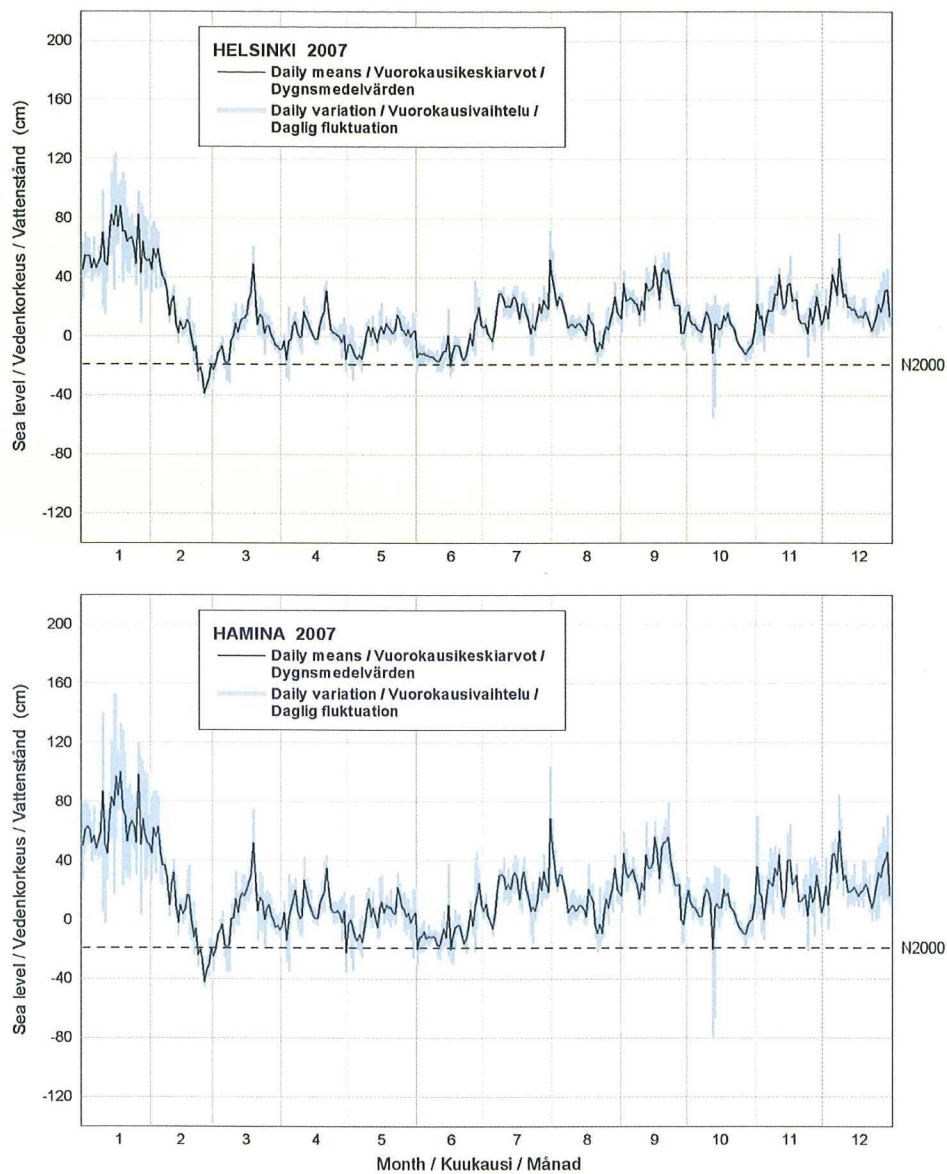 HELSINKI 2007
Daily means / Vuorokausikeskiarvot /
Dygnsmedelvärden
Daily variation / Vuorokausivaihtelu /
Daglig fluktuation
Sea level / Vedenkorkeus / Vattenstånd (cm)
200
160
120
80
40
0
-40
-80
-120
N2000
1 2 3 4 5 6 7 8 9 10 11 12
HAMINA 2007
Daily means / Vuorokausikeskiarvot /
Dygnsmedelvärden
Daily variation / Vuorokausivaihtelu /
Daglig fluktuation
Sea level / Vedenkorkeus / Vattenstånd (cm)
200
160
120
80
40
0
-40
-80
-120
N2000
1 2 3 4 5 6 7 8 9 10 11 12
Month / Kuukausi / Månad